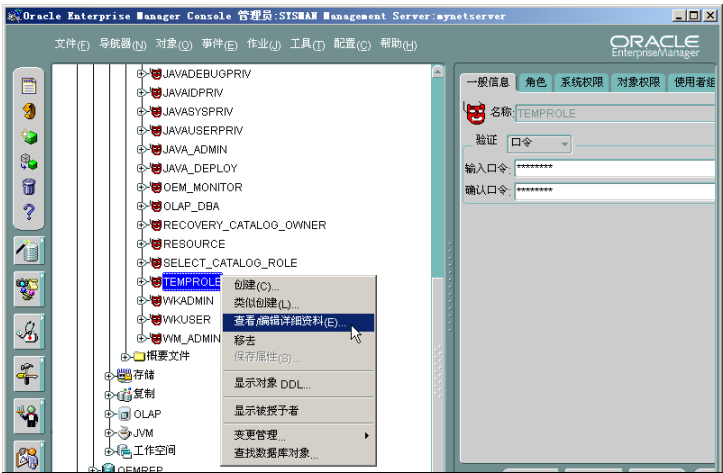 Oracle Enterprise Manager Console 管理员:SYSMAN Management Server:mynetserver
文件(F) 导航器(N) 对象(O) 事件(E) 作业(J) 工具(T) 配置(C) 帮助(H)
ORACLE
EnterpriseManager
JAVADEBUGPRIV
JAVAIDPRIV
JAVASYSPRIV
JAVAUSERPRIV
JAVA_ADMIN
JAVA_DEPLOY
OEM_MONITOR
OLAP_DBA
RECOVERY_CATALOG_OWNER
RESOURCE
SELECT_CATALOG_ROLE
TEMPROLE
WKADMIN
WKUSER
WM_ADMIN
概要文件
存储
复制
OLAP
JVM
工作空间
OEMREP
创建(C)...
类似创建(L)...
查看/编辑详细资料(E)...
移去
保存属性(S)...
显示对象 DDL...
显示被授予者
变更管理...
查找数据库对象...
一般信息 角色 系统权限 对象权限 使用者组
名称: TEMPROLE
验证 口令
输入口令: ********
确认口令: ********